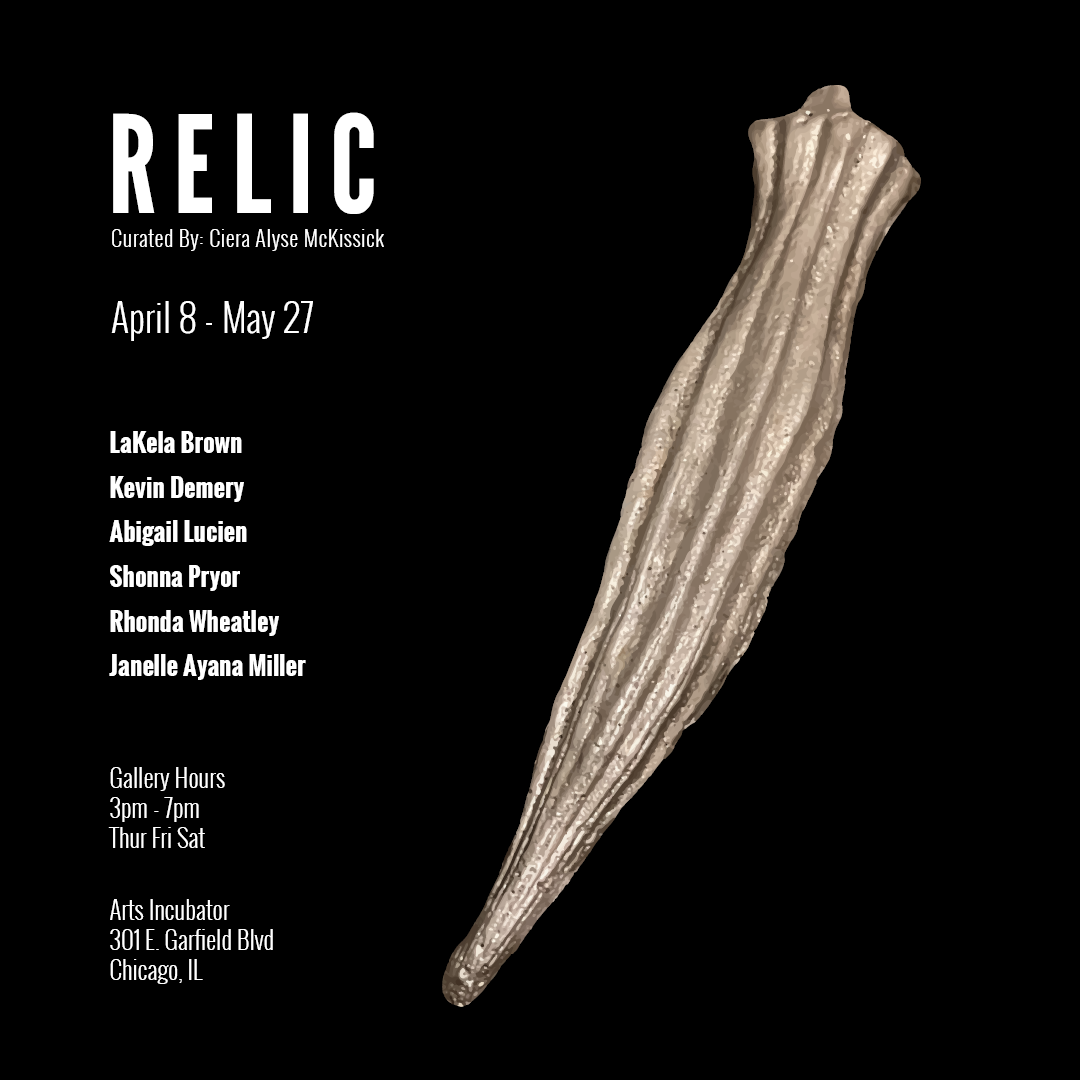 RELIC
Curated By: Ciera Alyse McKissick
April 8 - May 27
LaKela Brown
Kevin Demery
Abigail Lucien
Shonna Pryor
Rhonda Wheatley
Janelle Ayana Miller
Gallery Hours
3pm - 7pm
Thur Fri Sat
Arts Incubator
301 E. Garfield Blvd
Chicago, IL